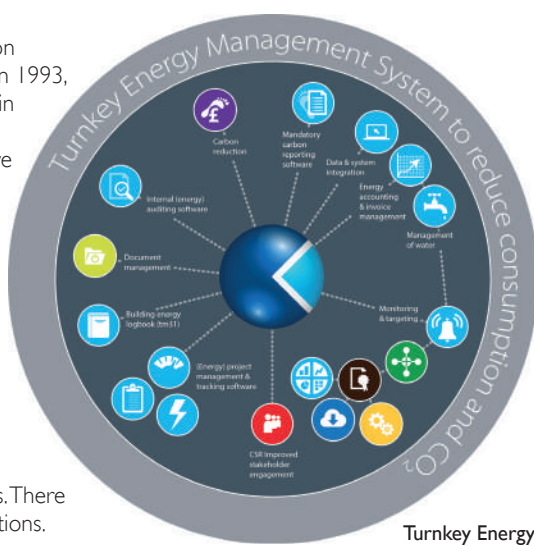 on
n 1993,
in
e
s. There
tions.
Turnkey Energy Management System to reduce consumption and CO2
Carbon
reduction
£
Mandatory
carbon
reporting
software
Data & system
integration
Energy
accounting
& invoice
management
Management
of water
Internal (energy)
auditing software
Document
management
Building energy
logbook (tm31)
(Energy) project
management &
tracking software
CSR Improved
stakeholder
engagement
Monitoring
& targeting
Turnkey Energy